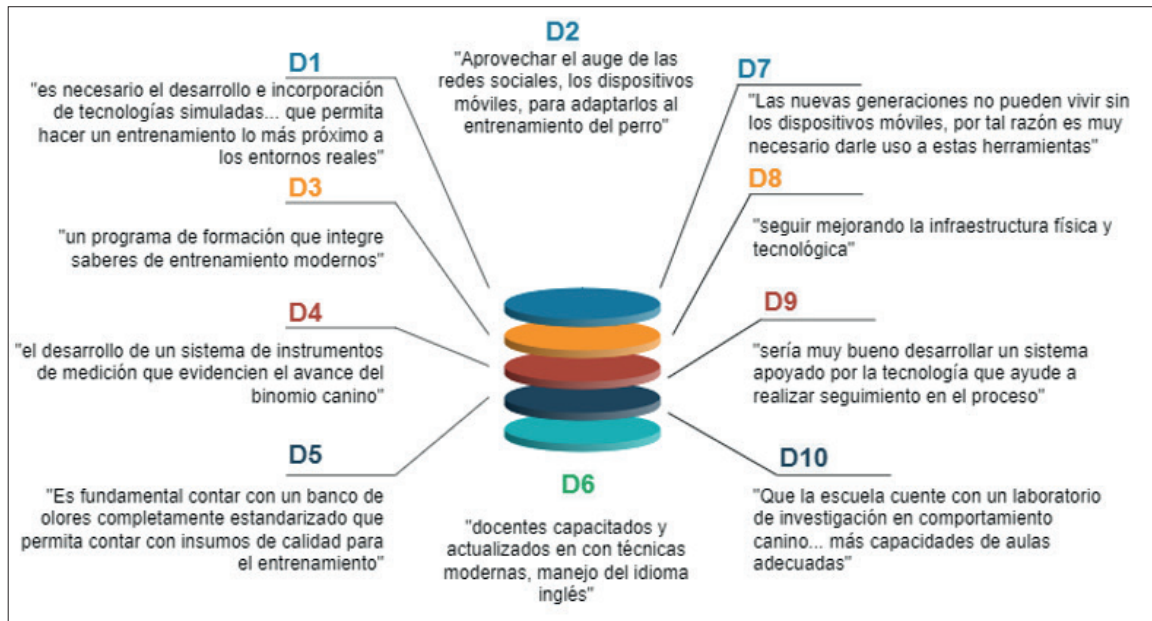 D1
"es necesario el desarrollo e incorporación
de tecnologías simuladas... que permita
hacer un entrenamiento lo más próximo a
los entornos reales"
D2
"Aprovechar el auge de las
redes sociales, los dispositivos
móviles, para adaptarlos al
entrenamiento del perro"
D7
"Las nuevas generaciones no pueden vivir sin
los dispositivos móviles, por tal razón es muy
necesario darle uso a estas herramientas"
D3
"un programa de formación que integre
saberes de entrenamiento modernos"
D8
"seguir mejorando la infraestructura física y
tecnológica"
D4
"el desarrollo de un sistema de instrumentos
de medición que evidencien el avance del
binomio canino"
D9
"sería muy bueno desarrollar un sistema
apoyado por la tecnología que ayude a
realizar seguimiento en el proceso"
D5
"Es fundamental contar con un banco de
olores completamente estandarizado que
permita contar con insumos de calidad para
el entrenamiento"
D6
"docentes capacitados y
actualizados en con técnicas
modernas, manejo del idioma
inglés"
D10
"Que la escuela cuente con un laboratorio
de investigación en comportamiento
canino... más capacidades de aulas
adecuadas"